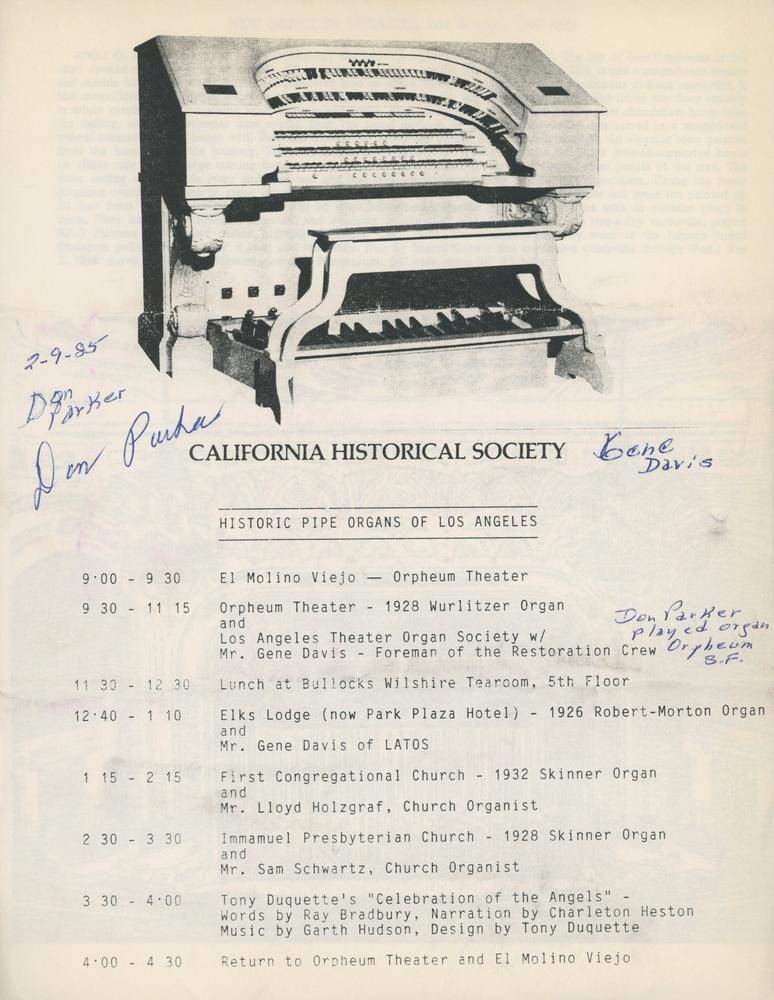 2-9-85
Don
Parker
Don Parker
CALIFORNIA HISTORICAL SOCIETY
Gene
Davis
HISTORIC PIPE ORGANS OF LOS ANGELES
9:00 - 9 30 El Molino Viejo — Orpheum Theater
9 30 - 11 15 Orpheum Theater - 1928 Wurlitzer Organ
and
Los Angeles Theater Organ Society w/
Mr. Gene Davis - Foreman of the Restoration Crew
Don Parker
played organ
Orpheum
S.F.
11 30 - 12 30 Lunch at Bullocks Wilshire Tearoom, 5th Floor
12:40 - 1 10 Elks Lodge (now Park Plaza Hotel) - 1926 Robert-Morton Organ
and
Mr. Gene Davis of LATOS
1 15 - 2 15 First Congregational Church - 1932 Skinner Organ
and
Mr. Lloyd Holzgraf, Church Organist
2 30 - 3 30 Immamuel Presbyterian Church - 1928 Skinner Organ
and
Mr. Sam Schwartz, Church Organist
3 30 - 4:00 Tony Duquette's "Celebration of the Angels" -
Words by Ray Bradbury, Narration by Charleton Heston
Music by Garth Hudson, Design by Tony Duquette
4:00 - 4 30 Return to Orpheum Theater and El Molino Viejo